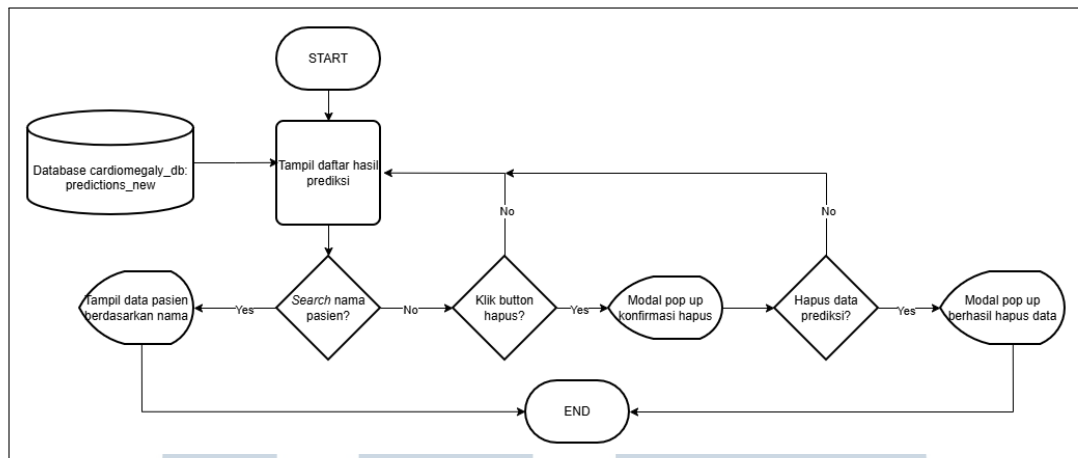 START
Database cardiomegaly_db:
predictions_new
Tampil daftar hasil
prediksi
No
No
Tampil data pasien
berdasarkan nama
Yes
Search nama
pasien?
No
Klik button
hapus?
Yes
Modal pop up
konfirmasi hapus
Hapus data
prediksi?
Yes
Modal pop up
berhasil hapus data
END